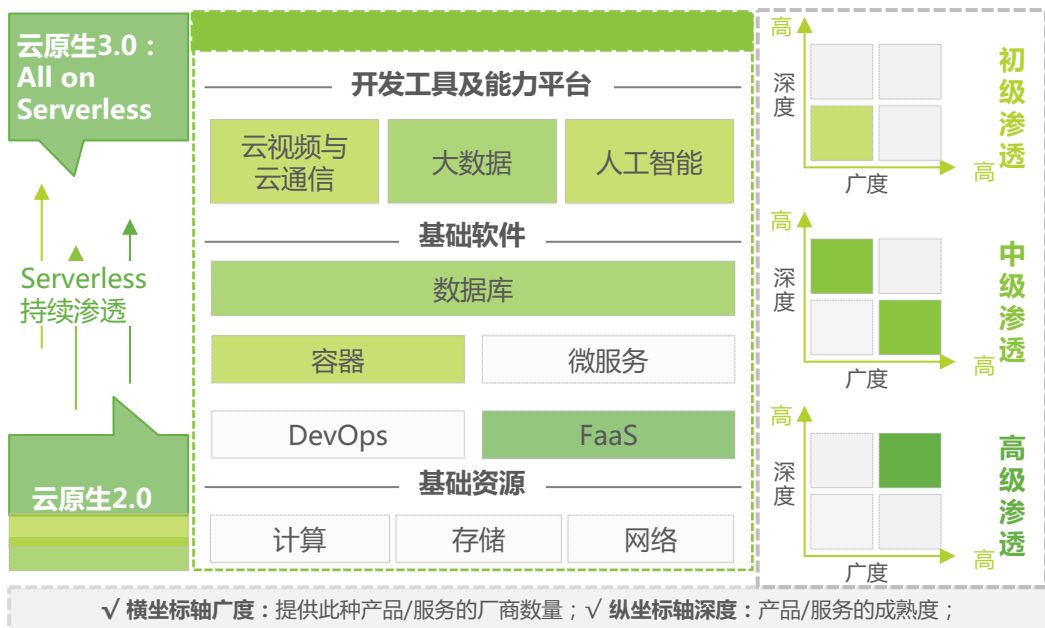 云原生3.0：
All on
Serverless
Serverless
持续渗透
云原生2.0
开发工具及能力平台
云视频与
云通信
大数据
人工智能
基础软件
数据库
容器
微服务
DevOps
FaaS
基础资源
计算
存储
网络
高
深度
广度
高
初级渗透
高
深度
广度
高
中级渗透
高
深度
广度
高
高级渗透
√ 横坐标轴广度：提供此种产品/服务的厂商数量；√ 纵坐标轴深度：产品/服务的成熟度；